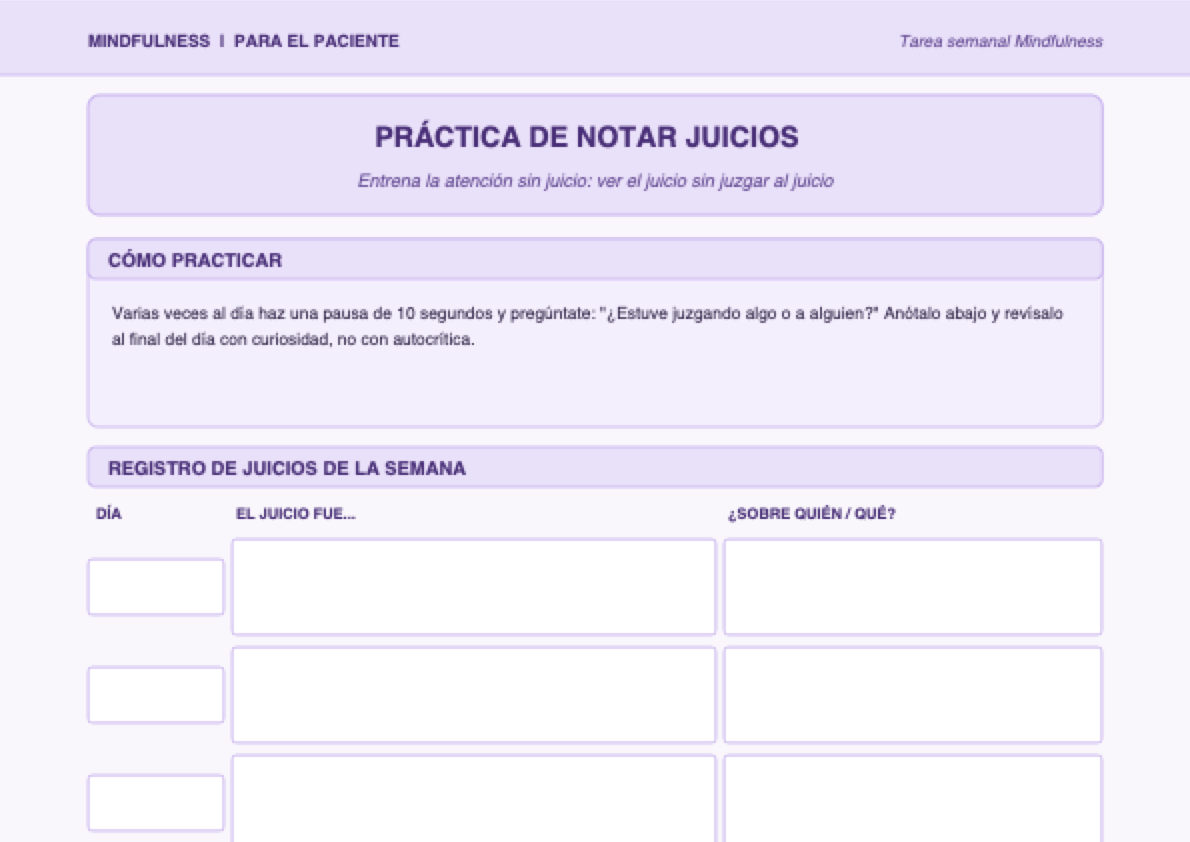 MINDFULNESS | PARA EL PACIENTE
Tarea semanal Mindfulness
PRÁCTICA DE NOTAR JUICIOS
Entrena la atención sin juicio: ver el juicio sin juzgar al juicio
CÓMO PRACTICAR
Varias veces al día haz una pausa de 10 segundos y pregúntate: "¿Estuve juzgando algo o a alguien?" Anótalo abajo y revísalo
al final del día con curiosidad, no con autocrítica.
REGISTRO DE JUICIOS DE LA SEMANA
DÍA
EL JUICIO FUE...
¿SOBRE QUIÉN / QUÉ?